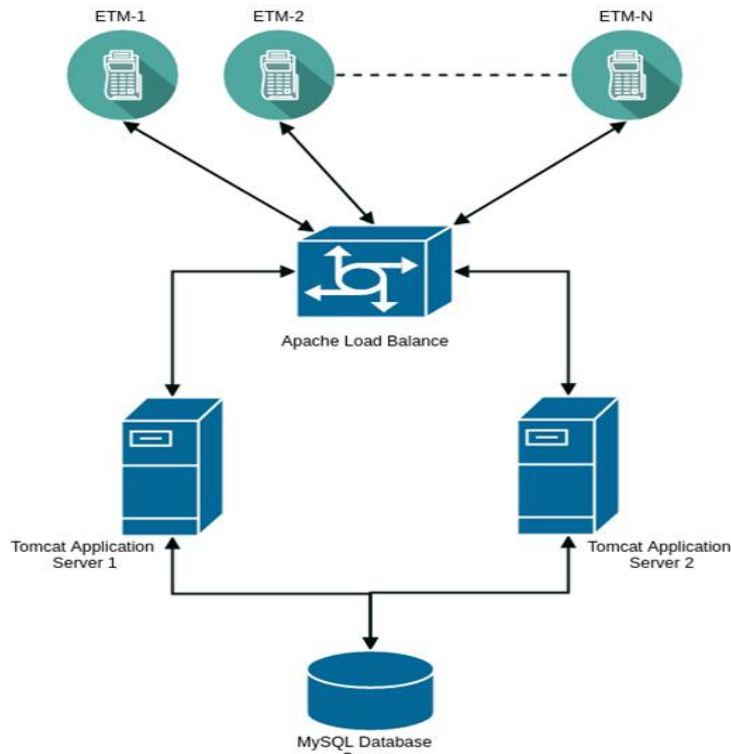 ETM-1
ETM-2
ETM-N
Apache Load Balance
Tomcat Application
Server 1
Tomcat Application
Server 2
MySQL Database